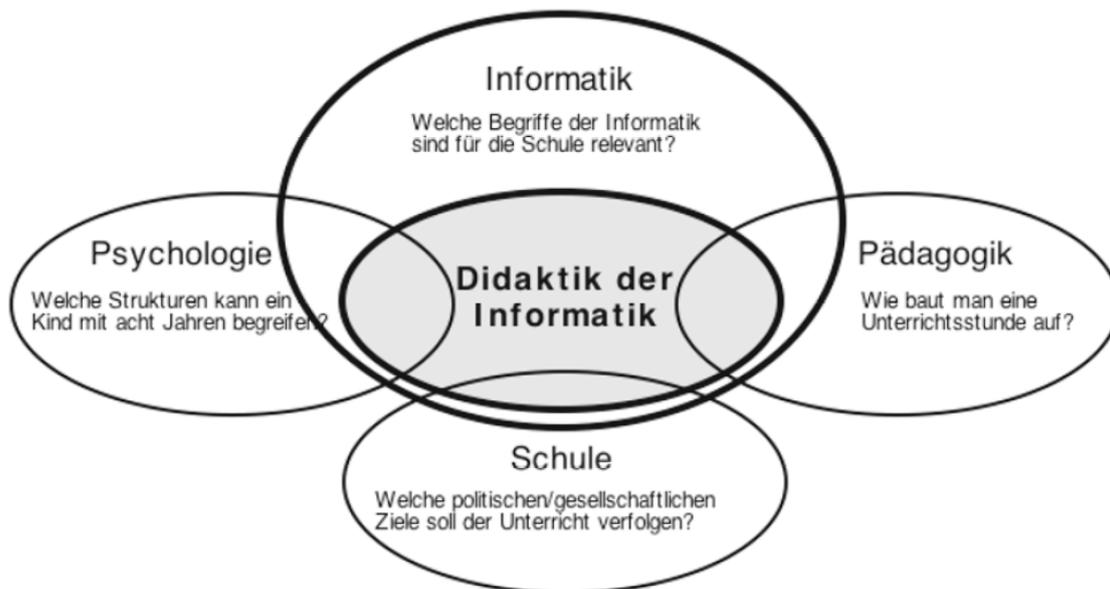 Informatik
Welche Begriffe der Informatik
sind für die Schule relevant?
Psychologie
Welche Strukturen kann ein
Kind mit acht Jahren begreifen?
Didaktik der
Informatik
Pädagogik
Wie baut man eine
Unterrichtsstunde auf?
Schule
Welche politischen/gesellschaftlichen
Ziele soll der Unterricht verfolgen?